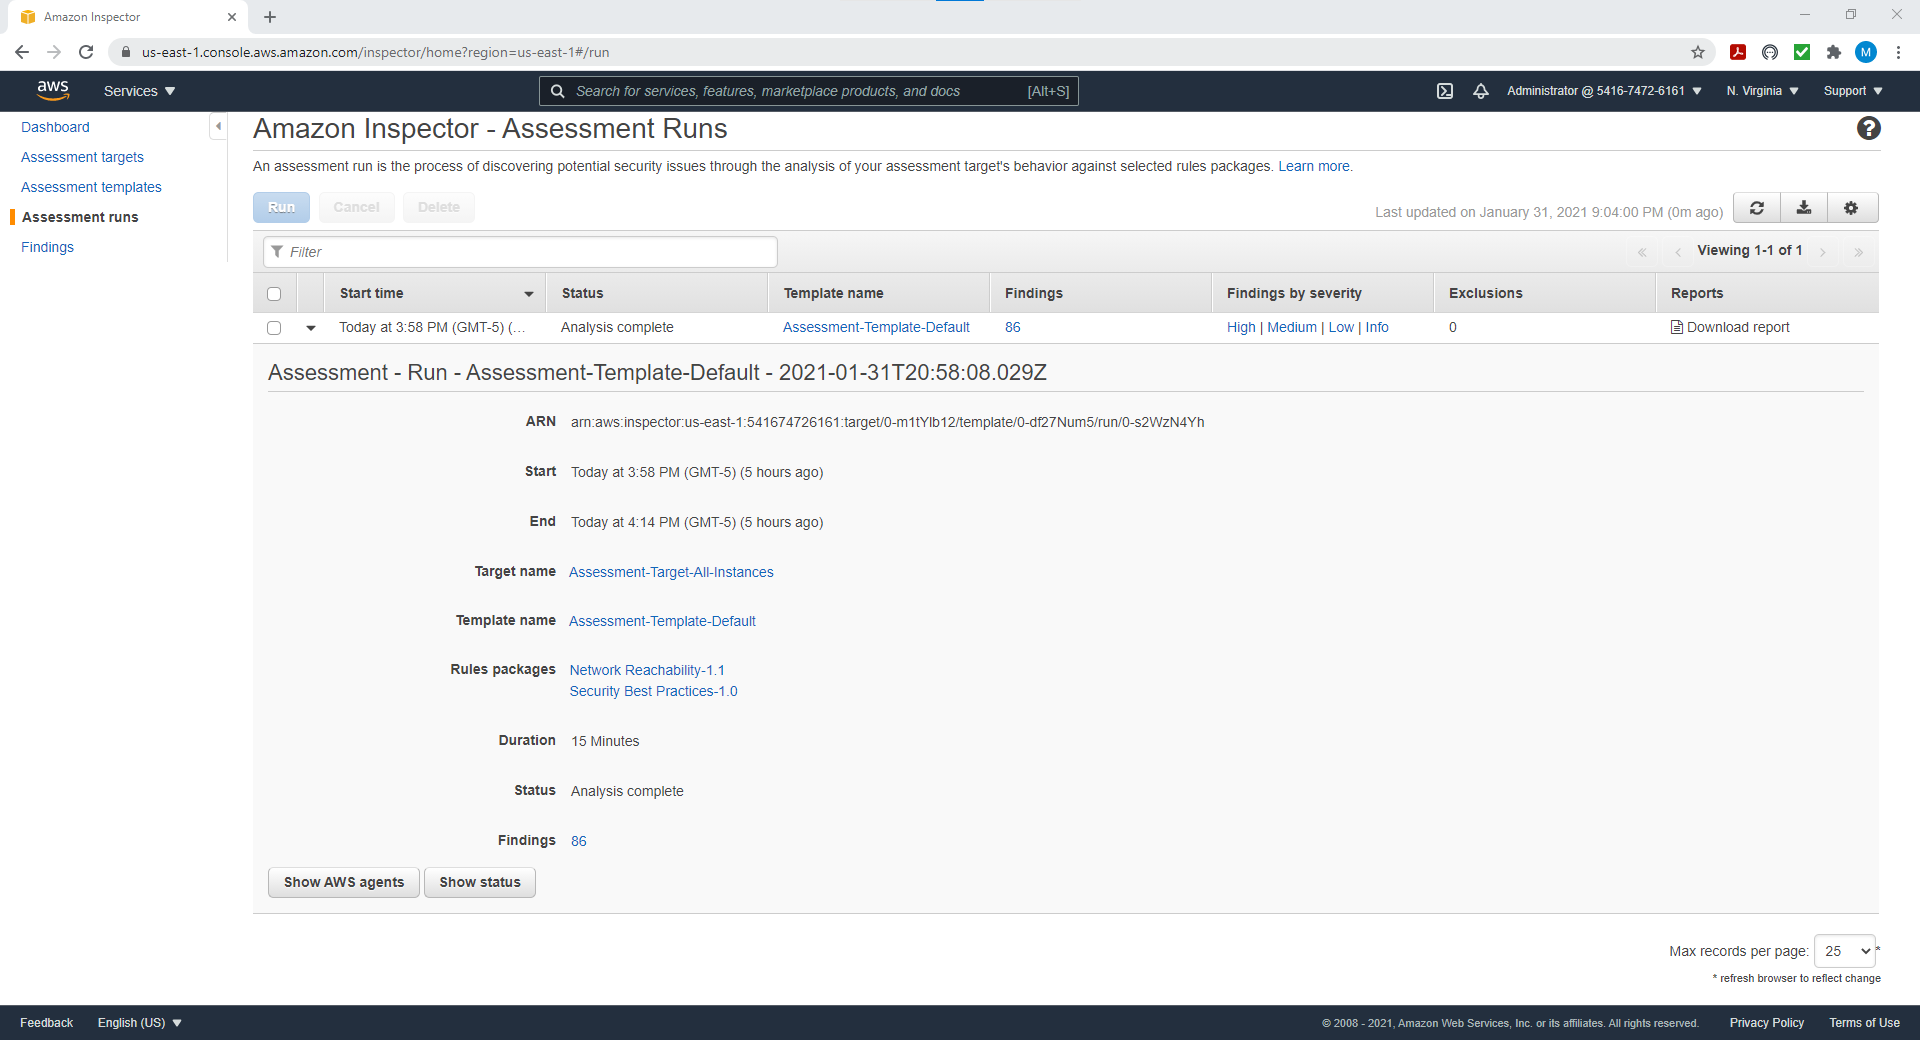 Amazon Inspector
us-east-1.console.aws.amazon.com/inspector/home?region=us-east-1#/run
M
aws Services Search for services, features, marketplace products, and docs [Alt+S] Administrator @ 5416-7472-6161 N. Virginia Support
Dashboard
Assessment targets
Assessment templates
Assessment runs
Findings
Amazon Inspector - Assessment Runs
An assessment run is the process of discovering potential security issues through the analysis of your assessment target's behavior against selected rules packages. Learn more.
Run Cancel Delete
Last updated on January 31, 2021 9:04:00 PM (0m ago)
Filter
« ‹ Viewing 1-1 of 1 › »
Start time Status Template name Findings Findings by severity Exclusions Reports
Today at 3:58 PM (GMT-5) (... Analysis complete Assessment-Template-Default 86 High | Medium | Low | Info 0 Download report
Assessment - Run - Assessment-Template-Default - 2021-01-31T20:58:08.029Z
ARN arn:aws:inspector:us-east-1:541674726161:target/0-m1tYlb12/template/0-df27Num5/run/0-s2WzN4Yh
Start Today at 3:58 PM (GMT-5) (5 hours ago)
End Today at 4:14 PM (GMT-5) (5 hours ago)
Target name Assessment-Target-All-Instances
Template name Assessment-Template-Default
Rules packages Network Reachability-1.1
Security Best Practices-1.0
Duration 15 Minutes
Status Analysis complete
Findings 86
Show AWS agents Show status
Max records per page: 25 *
* refresh browser to reflect change
Feedback English (US) © 2008 - 2021, Amazon Web Services, Inc. or its affiliates. All rights reserved. Privacy Policy Terms of Use